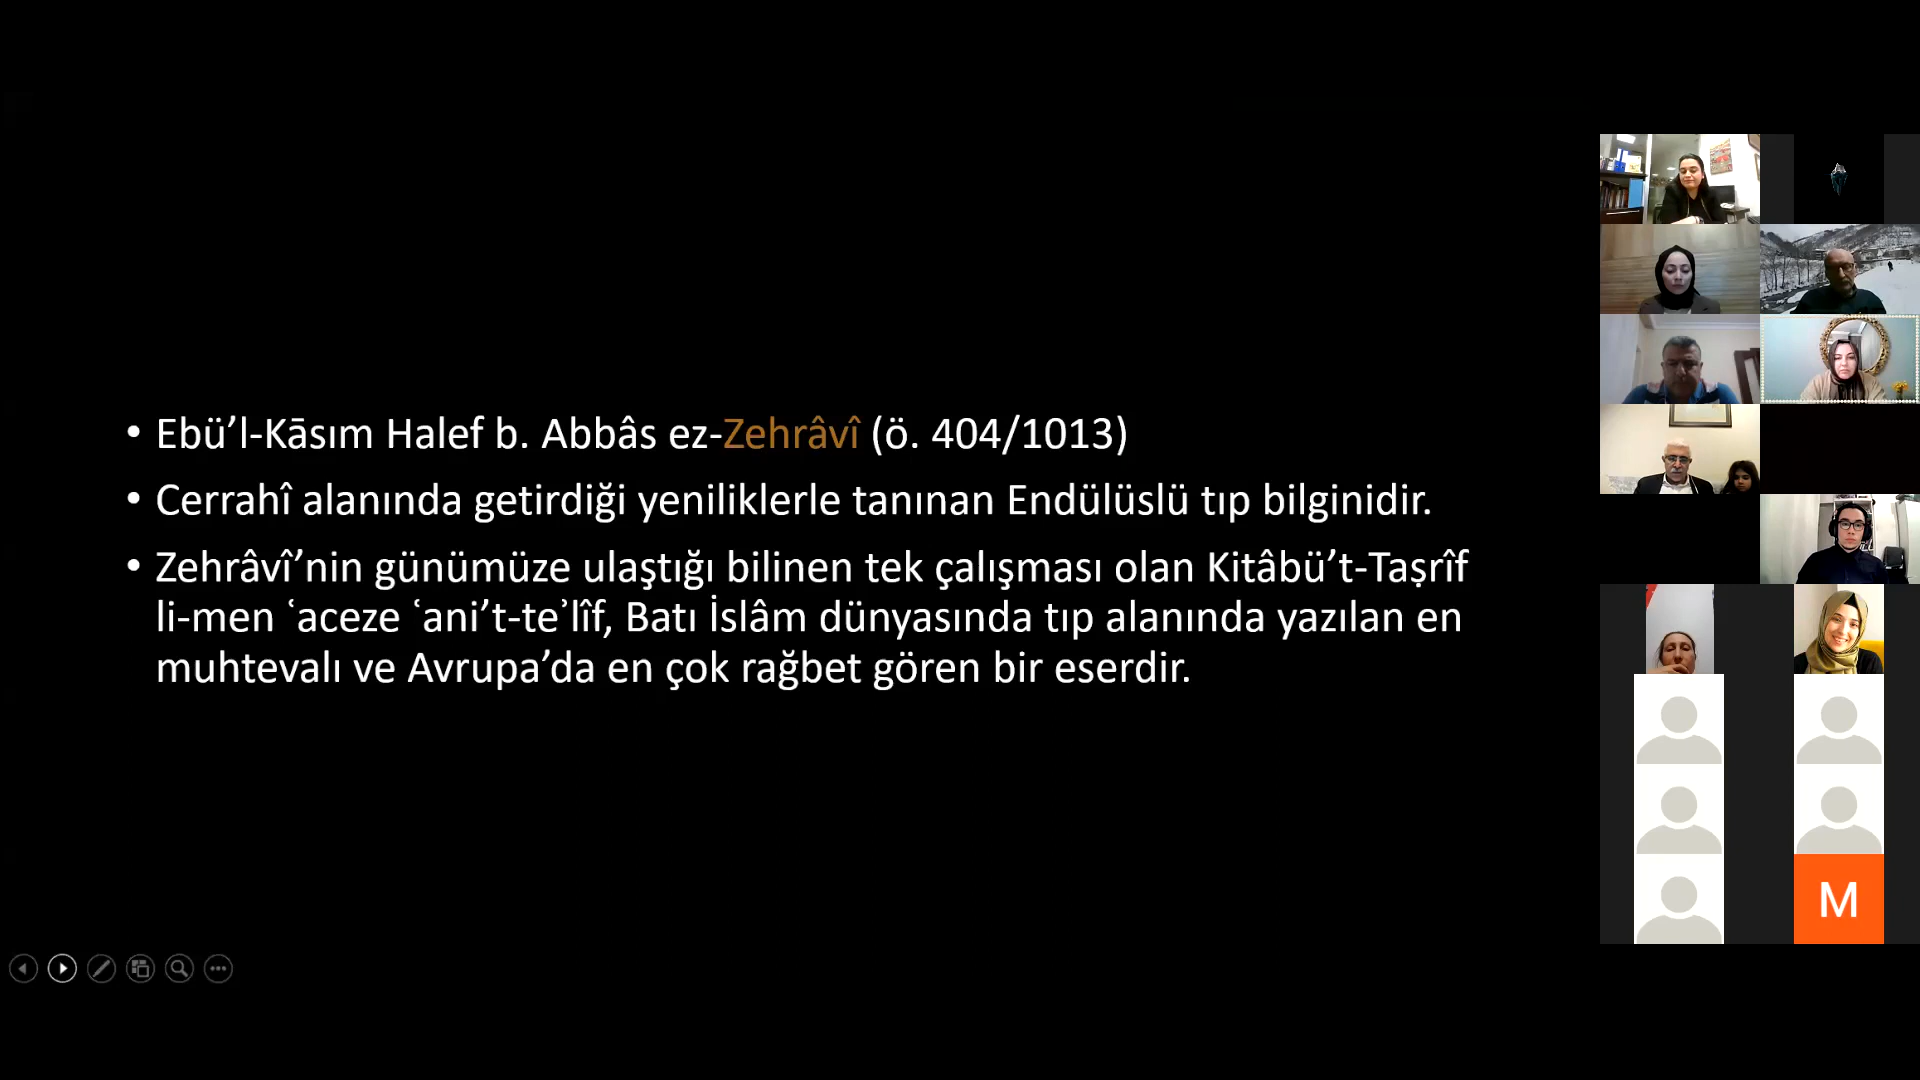 • Ebü’l-Kāsım Halef b. Abbâs ez-Zehrâvî (ö. 404/1013)
• Cerrahî alanında getirdiği yeniliklerle tanınan Endülüslü tıp bilginidir.
• Zehrâvî’nin günümüze ulaştığı bilinen tek çalışması olan Kitâbü’t-Taṣrîf
li-men ʿaceze ʿani’t-teʾlîf, Batı İslâm dünyasında tıp alanında yazılan en
muhtevalı ve Avrupa’da en çok rağbet gören bir eserdir.
M